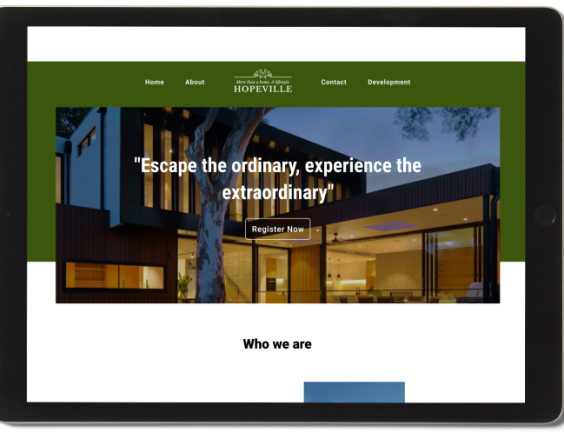 Home
About
More than a home. A lifestyle.
HOPEVILLE
Contact
Development
"Escape the ordinary, experience the
extraordinary"
Register Now
Who we are